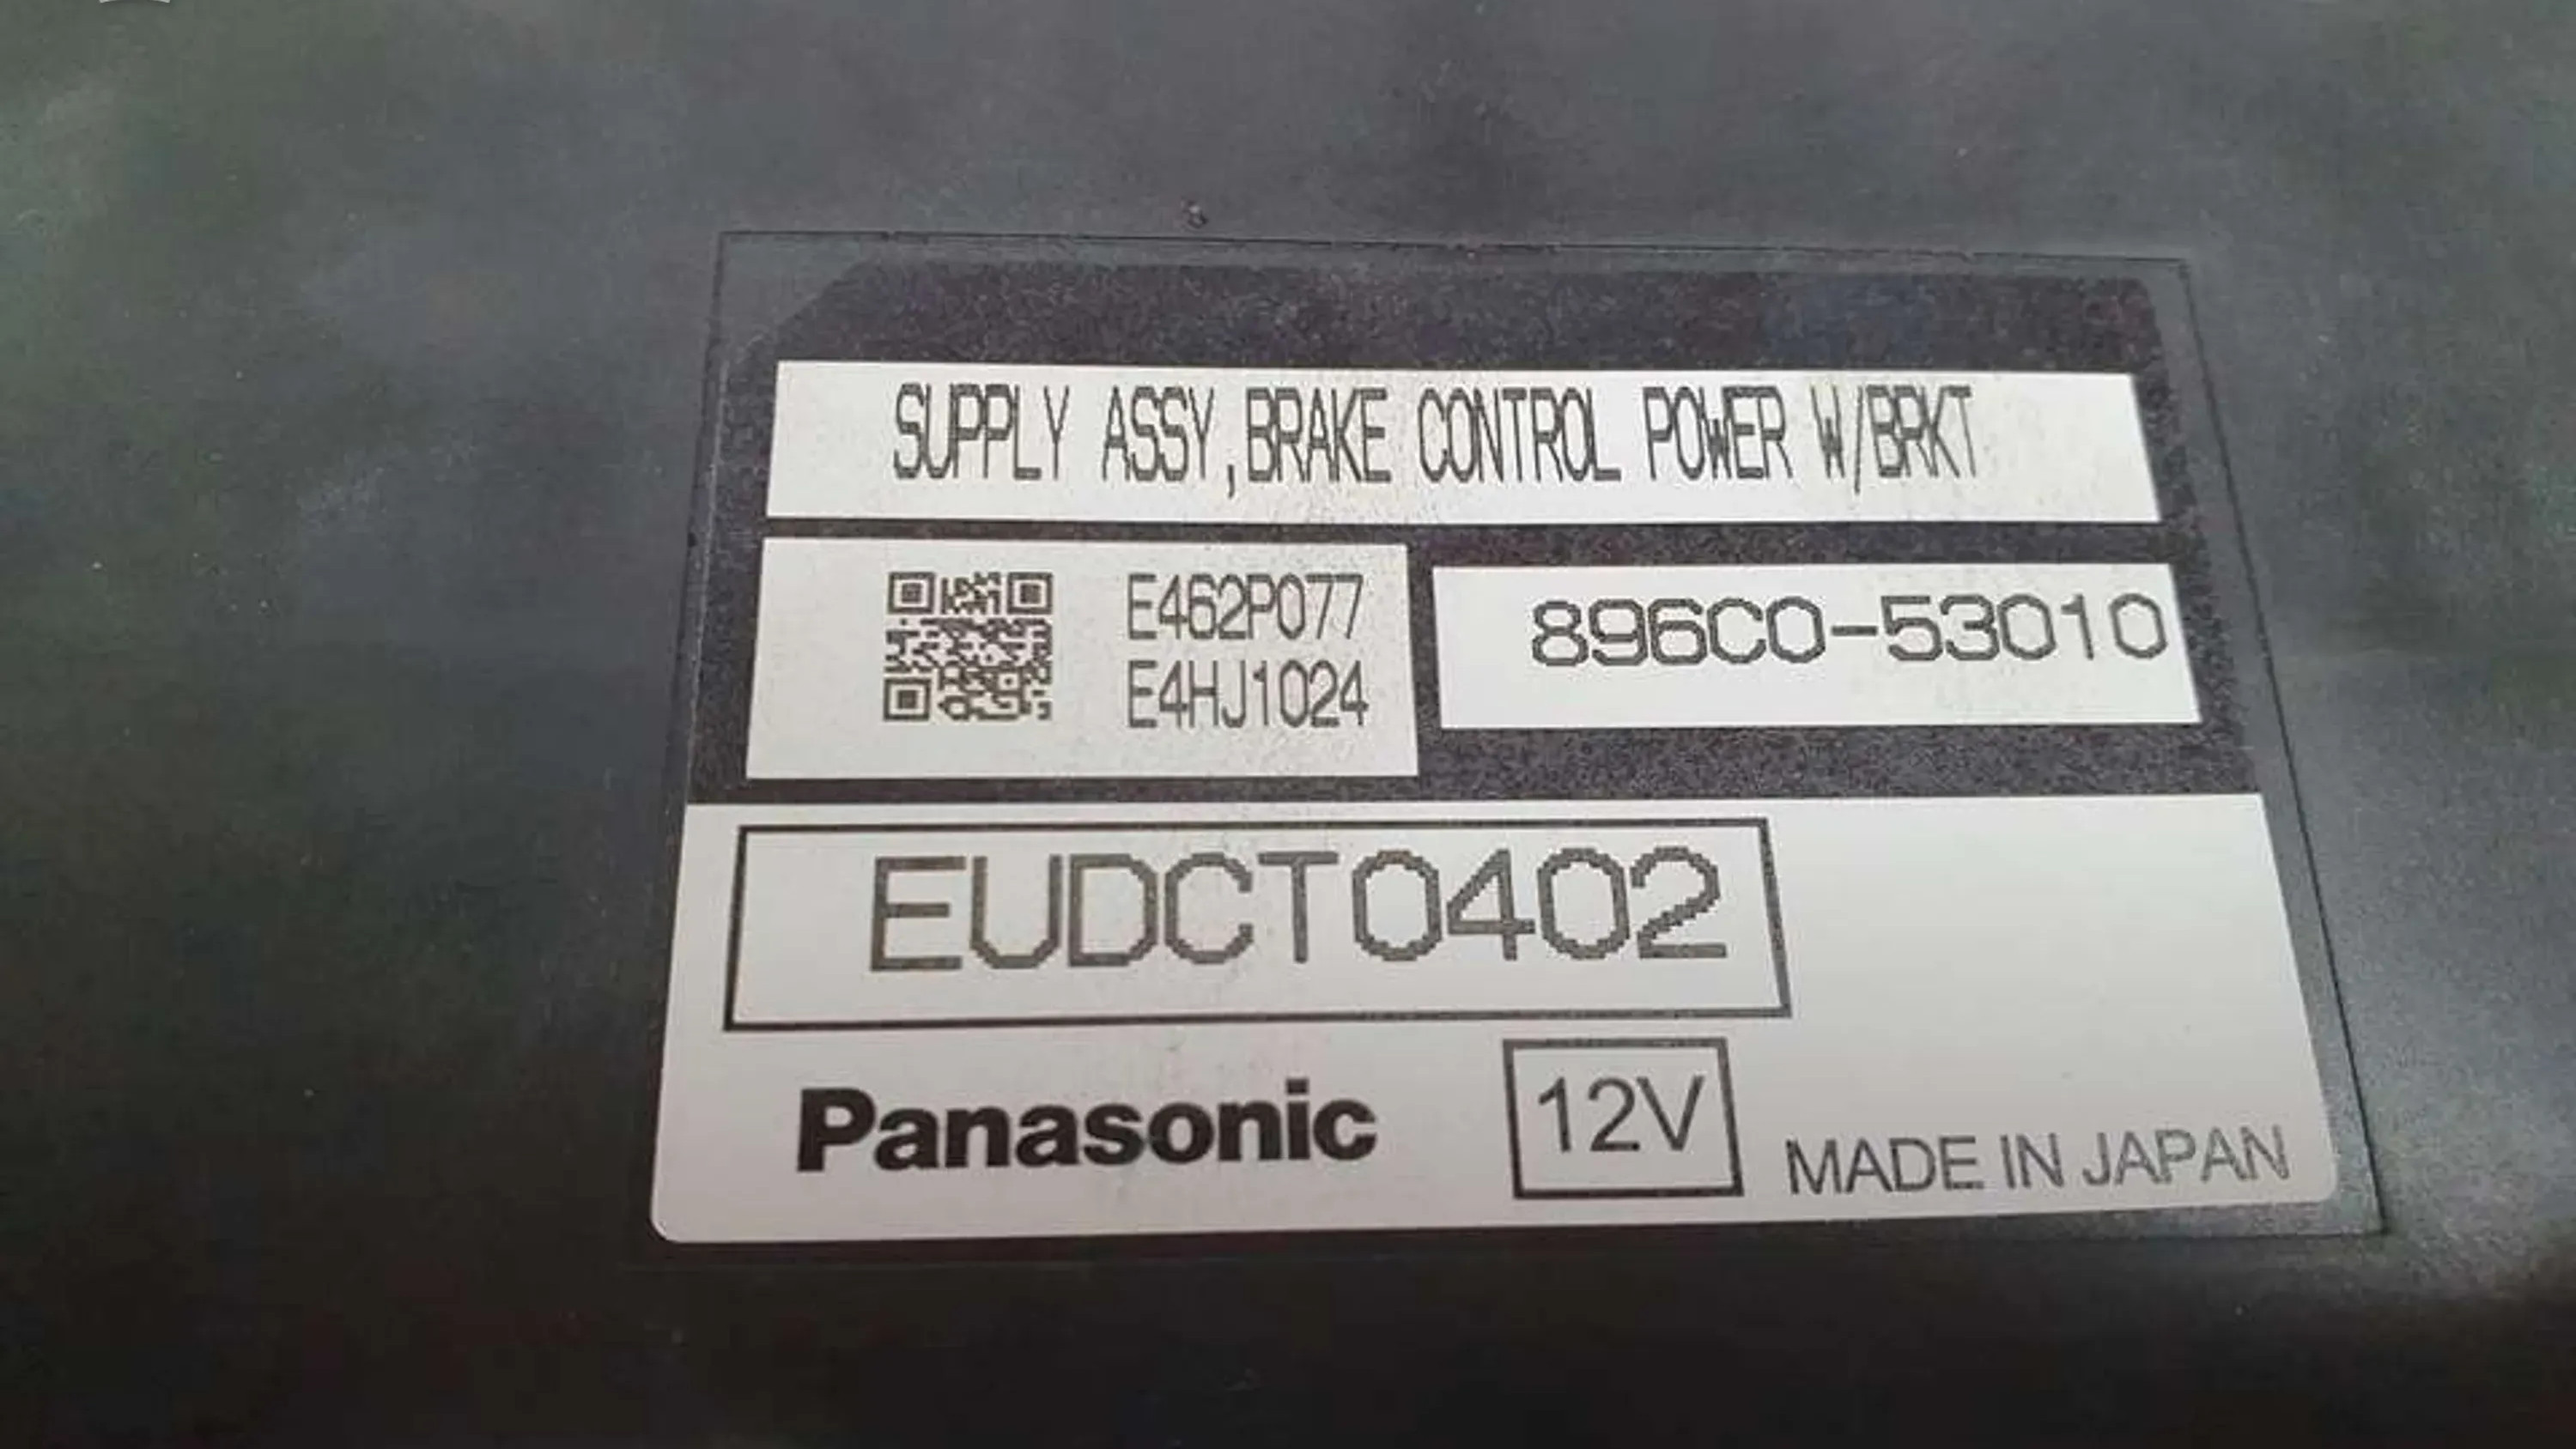 SUPPLY ASSY,BRAKE CONTROL POWER W/BRKT
E462P077
E4HJ1024
896C0-53010
EUDCT0402
Panasonic
12V
MADE IN JAPAN